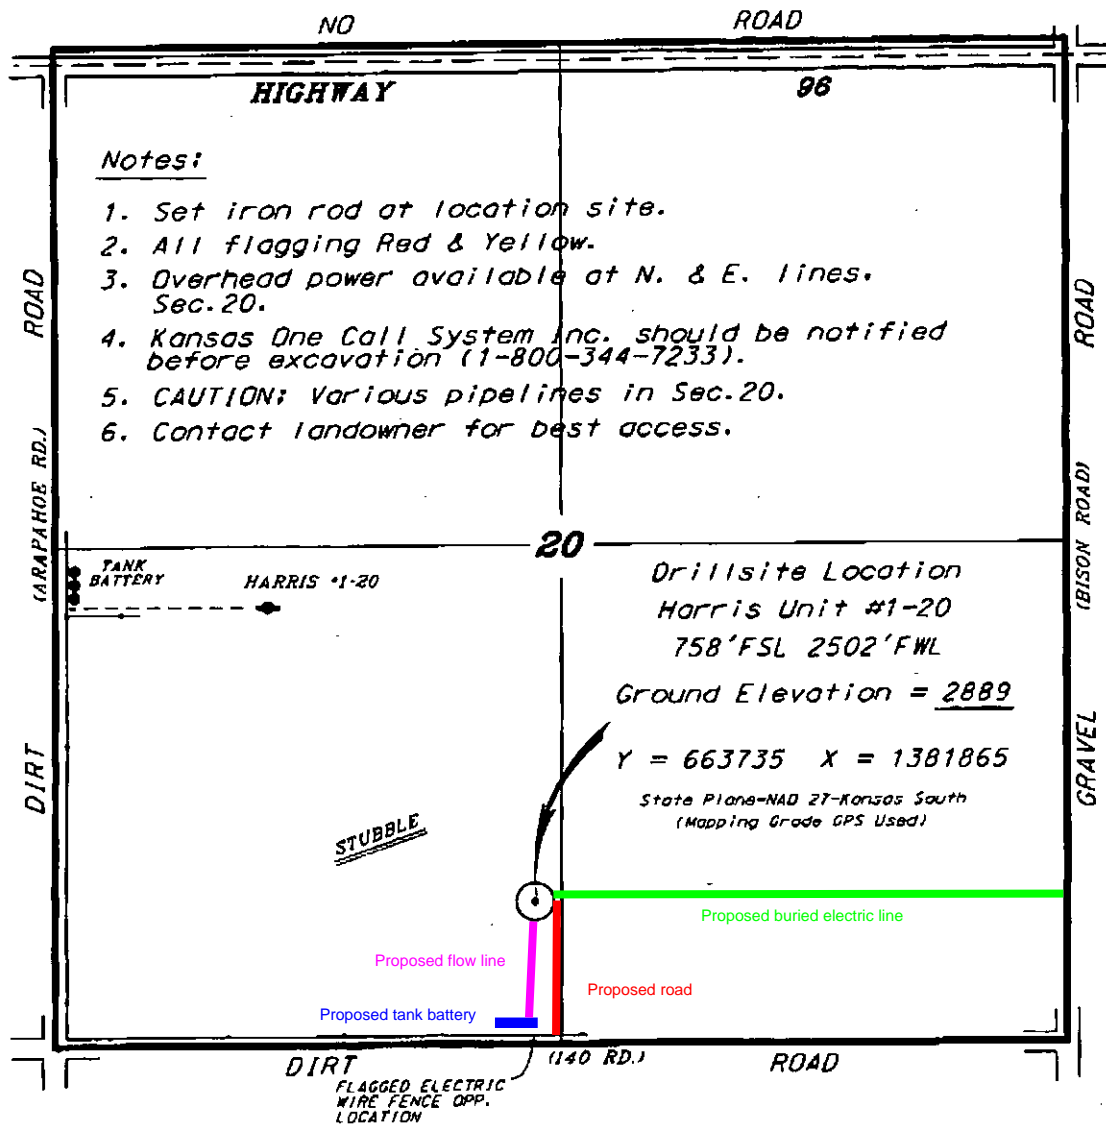 NO ROAD
HIGHWAY 96
Notes:
1. Set iron rod at location site.
2. All flagging Red & Yellow.
3. Overhead power available at N. & E. lines.
Sec.20.
4. Kansas One Call System Inc. should be notified
before excavation (1-800-344-7233).
5. CAUTION: Various pipelines in Sec.20.
6. Contact landowner for best access.
ROAD
(ARAPAHOE RD.)
DIRT
ROAD
(BISON ROAD)
GRAVEL
20
TANK
BATTERY
HARRIS #1-20
Drillsite Location
Harris Unit #1-20
758'FSL 2502'FWL
Ground Elevation = 2889
Y = 663735 X = 1381865
State Plane-NAD 27-Kansas South
(Mapping Grade GPS Used)
STUBBLE
Proposed buried electric line
Proposed flow line
Proposed road
Proposed tank battery
DIRT (140 RD.) ROAD
FLAGGED ELECTRIC
WIRE FENCE OPP.
LOCATION